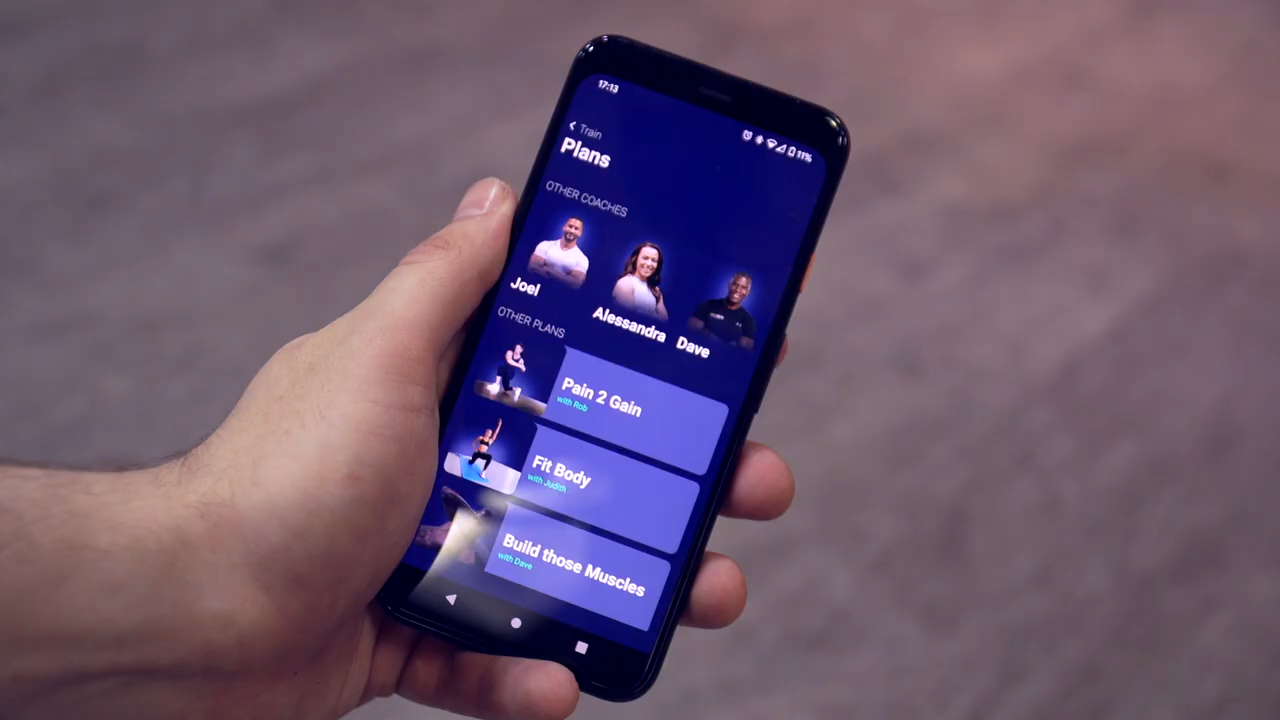 17:13
11%
Train
Plans
OTHER COACHES
Joel
Alessandra
Dave
OTHER PLANS
Pain 2 Gain
with Rob
Fit Body
with Judith
Build those Muscles
with Dave